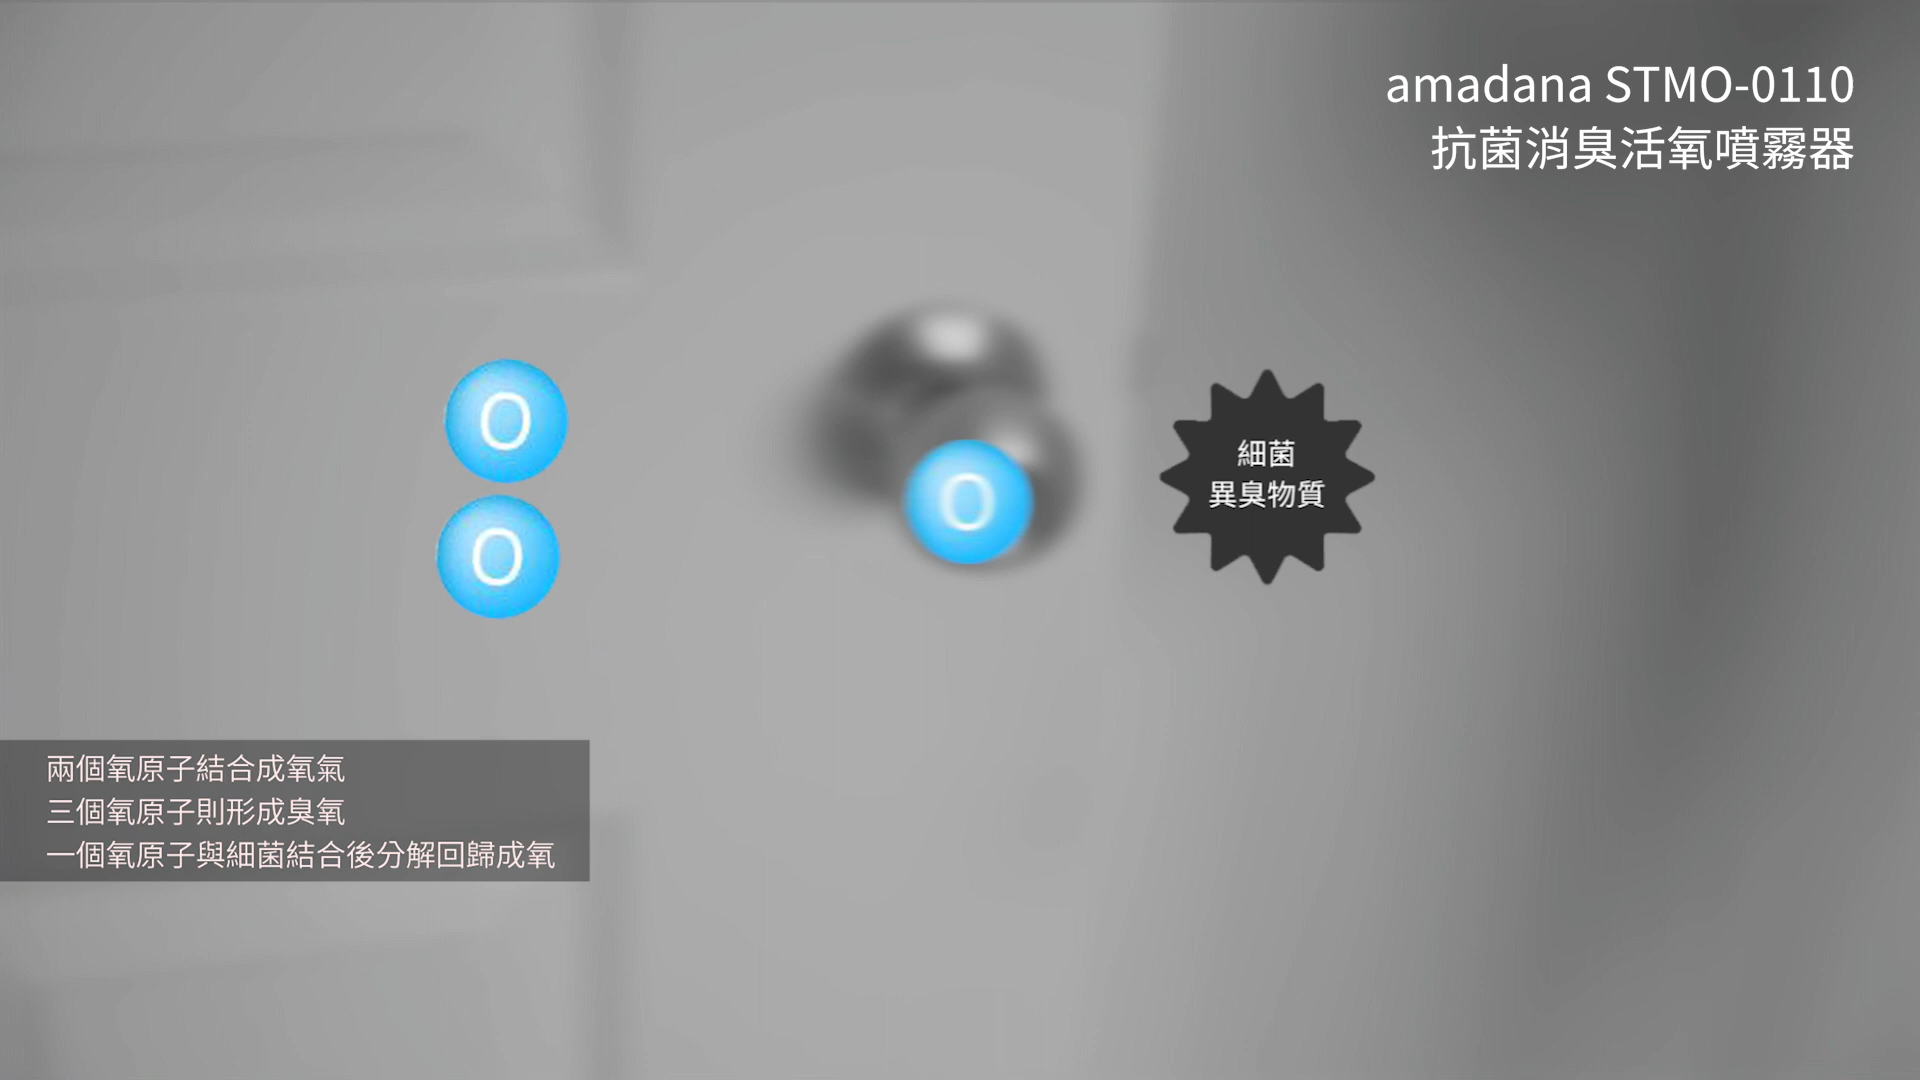 amadana STMO-0110
抗菌消臭活氧噴霧器
O
O
O
細菌
異臭物質
兩個氧原子結合成氧氣
三個氧原子則形成臭氧
一個氧原子與細菌結合後分解回歸成氧